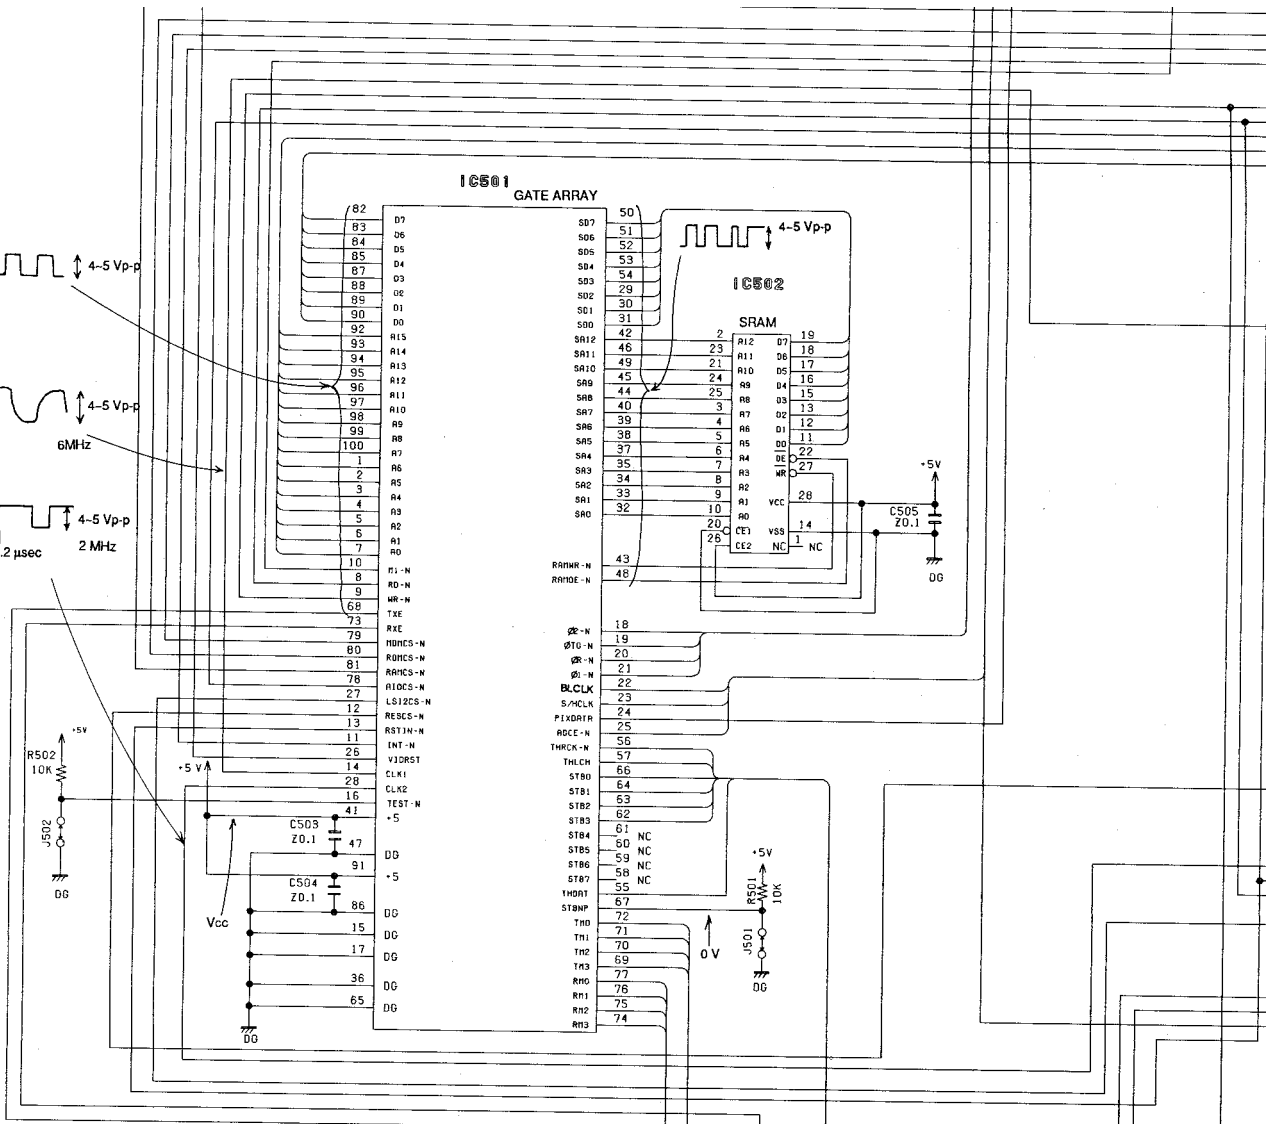 IC501
GATE ARRAY
82 D7
83 D6
84 D5
85 D4
87 D3
88 D2
89 D1
90 D0
92 A15
93 A14
94 A13
95 A12
96 A11
97 A10
98 A9
99 A8
100 A7
1 A6
2 A5
3 A4
4 A3
5 A2
6 A1
7 A0
10 M1-N
8 RD-N
9 WR-N
68 TXE
73 RXE
79 MDMCS-N
80 ROMCS-N
81 RAMCS-N
78 AIOCS-N
27 LSI2CS-N
12 RESCS-N
13 RSTIN-N
11 INT-N
26 VIDRST
14 CLK1
28 CLK2
16 TEST-N
41 +5
47 DG
91 +5
86 DG
15 DG
17 DG
36 DG
65 DG
SD7 50
SD6 51
SD5 52
SD4 53
SD3 54
SD2 29
SD1 30
SD0 31
SA12 42
SA11 46
SA10 49
SA9 45
SA8 44
SA7 40
SA6 39
SA5 38
SA4 37
SA3 35
SA2 34
SA1 33
SA0 32
RAMWR-N 43
RAMOE-N 48
Ø2-N 18
ØTG-N 19
ØR-N 20
Ø1-N 21
BLCLK 22
S/HCLK 23
PIXDATA 24
ADCE-N 25
THRCK-N 56
THLCH 57
STB0 66
STB1 64
STB2 63
STB3 62
STB4 61 NC
STB5 60 NC
STB6 59 NC
STB7 58 NC
THDAT 55
STBNP 67
TM0 72
TM1 71
TM2 70
TM3 69
RM0 77
RM1 76
RM2 75
RM3 74
4~5 Vp-p
IC502
SRAM
2 A12 D7 19
23 A11 D6 18
21 A10 D5 17
24 A9 D4 16
25 A8 D3 15
3 A7 D2 13
4 A6 D1 12
5 A5 D0 11
6 A4 OE 22
7 A3 WR 27
8 A2
9 A1 VCC 28
10 A0
20 CE1 VSS 14
26 CE2 NC 1 NC
+5V
C505
Z0.1
DG
4~5 Vp-p
4~5 Vp-p
6MHz
4~5 Vp-p
.2 µsec 2 MHz
+5V
R502
10K
J502
DG
+5 V
C503
Z0.1
C504
Z0.1
Vcc
DG
+5V
R501
10K
0 V
J501
DG